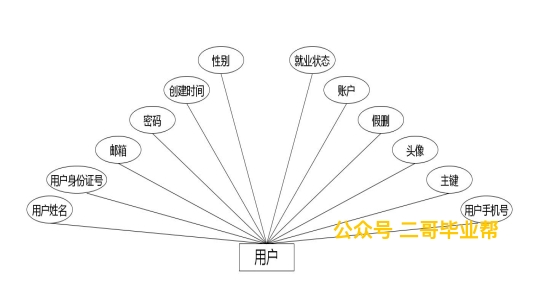 性别
就业状态
创建时间
账户
密码
假删
邮箱
头像
用户身份证号
主键
用户姓名
用户手机号
公众号 二哥毕业帮
用户